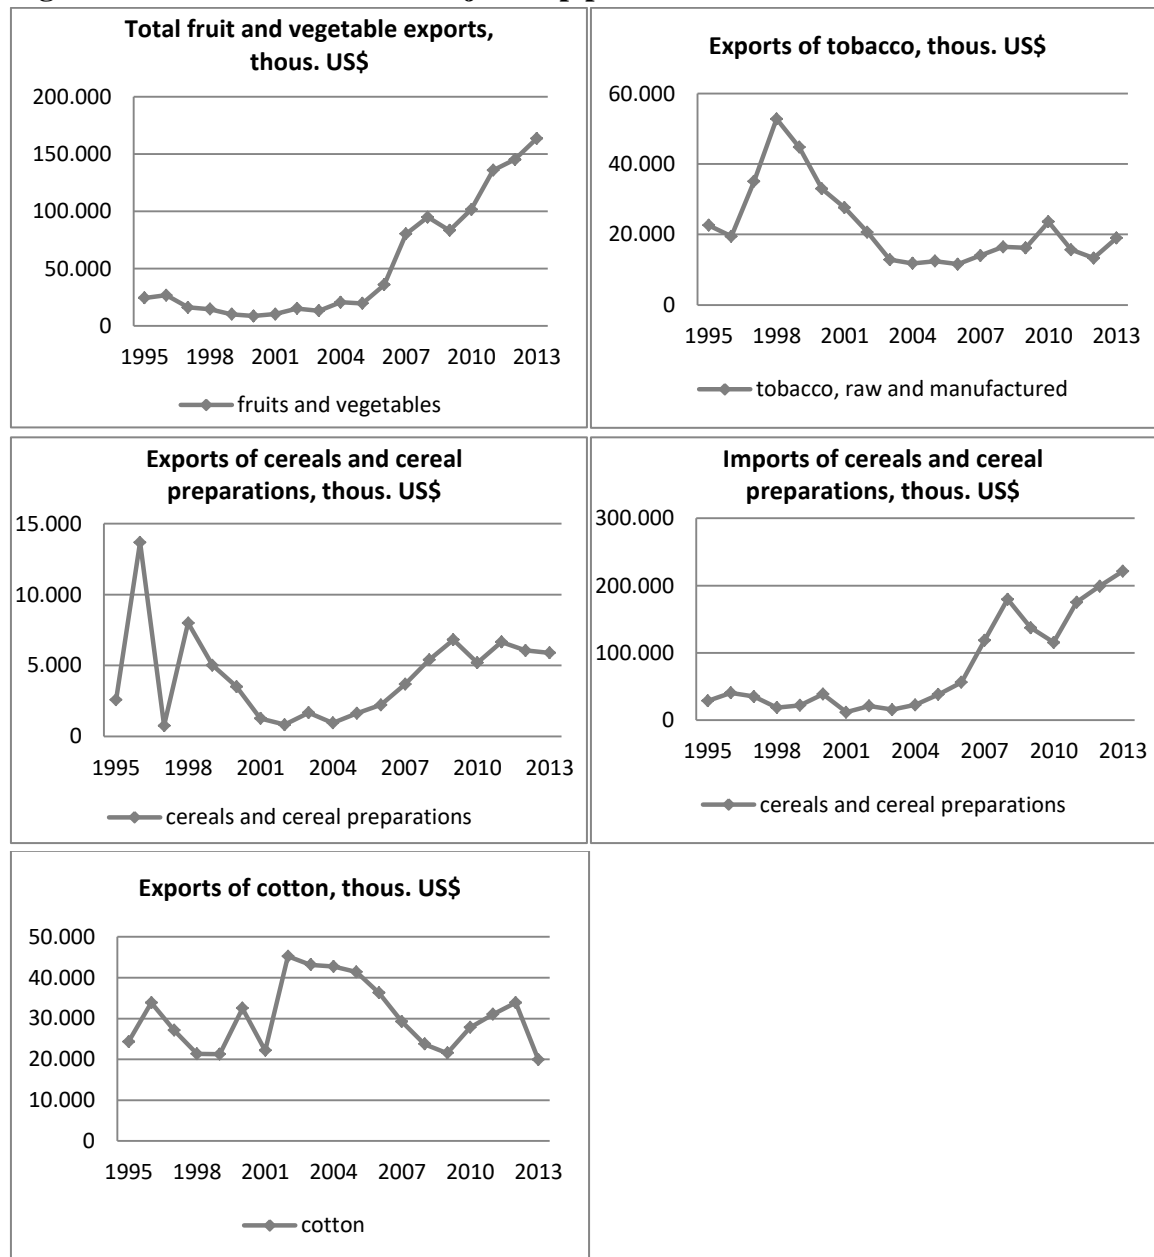 Total fruit and vegetable exports,
thous. US$
200.000
150.000
100.000
50.000
0
1995 1998 2001 2004 2007 2010 2013
fruits and vegetables
Exports of tobacco, thous. US$
60.000
40.000
20.000
0
1995 1998 2001 2004 2007 2010 2013
tobacco, raw and manufactured
Exports of cereals and cereal
preparations, thous. US$
15.000
10.000
5.000
0
1995 1998 2001 2004 2007 2010 2013
cereals and cereal preparations
Imports of cereals and cereal
preparations, thous. US$
300.000
200.000
100.000
0
1995 1998 2001 2004 2007 2010 2013
cereals and cereal preparations
Exports of cotton, thous. US$
50.000
40.000
30.000
20.000
10.000
0
1995 1998 2001 2004 2007 2010 2013
cotton